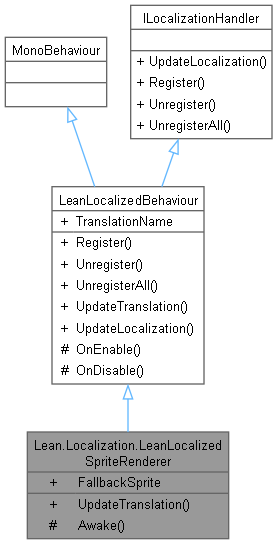 ILocalizationHandler
+ UpdateLocalization()
+ Register()
+ Unregister()
+ UnregisterAll()
MonoBehaviour
LeanLocalizedBehaviour
+ TranslationName
+ Register()
+ Unregister()
+ UnregisterAll()
+ UpdateTranslation()
+ UpdateLocalization()
# OnEnable()
# OnDisable()
Lean.Localization.LeanLocalized
SpriteRenderer
+ FallbackSprite
+ UpdateTranslation()
# Awake()